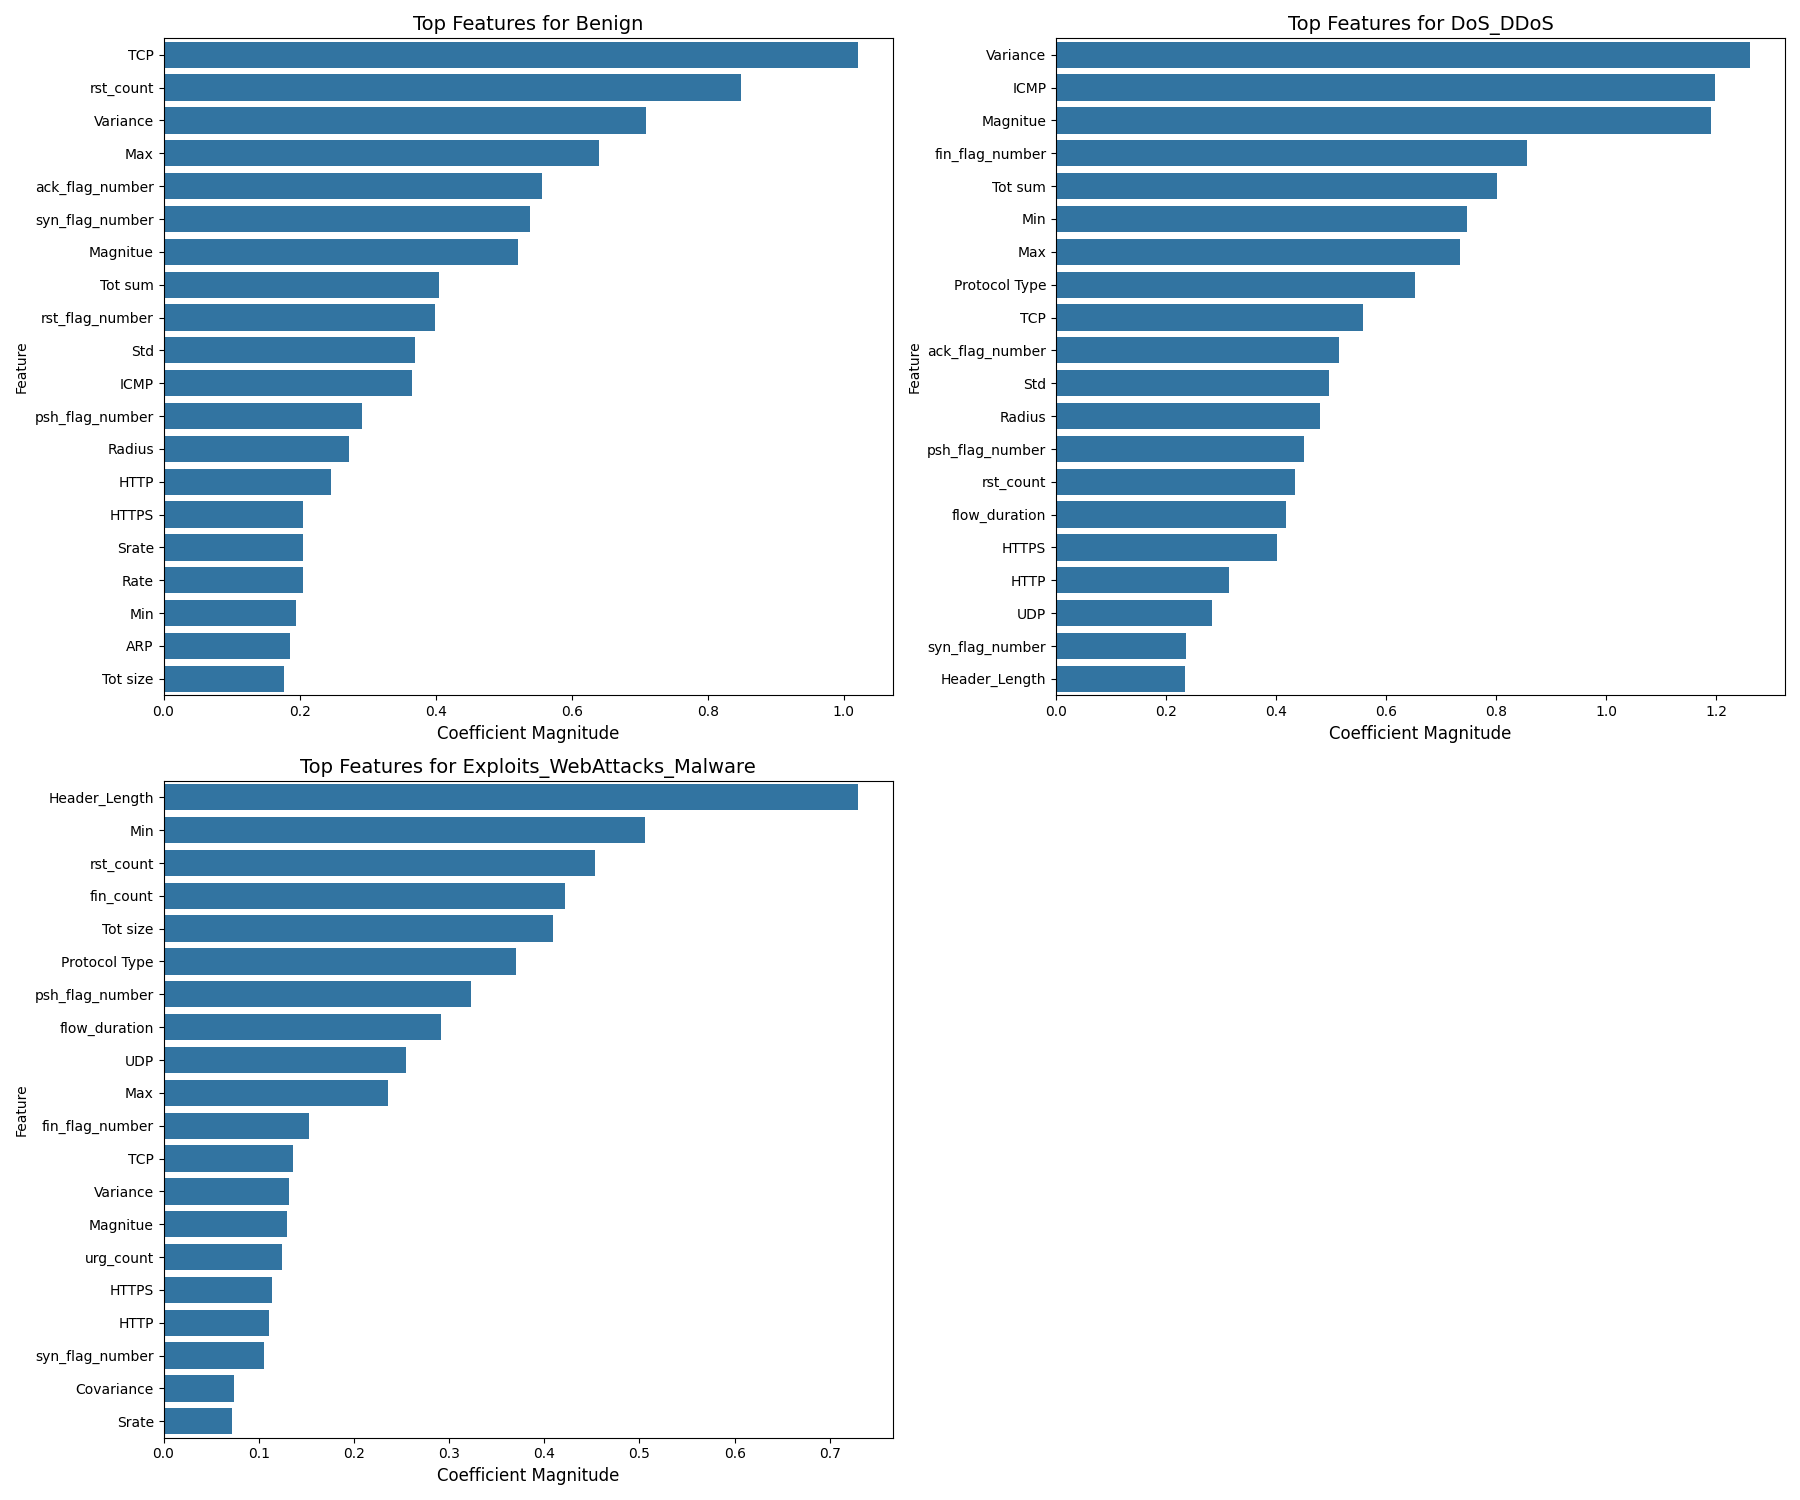 Top Features for Benign
TCP
rst_count
Variance
Max
ack_flag_number
syn_flag_number
Magnitue
Tot sum
rst_flag_number
Std
ICMP
psh_flag_number
Radius
HTTP
HTTPS
Srate
Rate
Min
ARP
Tot size
Feature
0.0 0.2 0.4 0.6 0.8 1.0
Coefficient Magnitude
Top Features for DoS_DDoS
Variance
ICMP
Magnitue
fin_flag_number
Tot sum
Min
Max
Protocol Type
TCP
ack_flag_number
Std
Radius
psh_flag_number
rst_count
flow_duration
HTTPS
HTTP
UDP
syn_flag_number
Header_Length
Feature
0.0 0.2 0.4 0.6 0.8 1.0 1.2
Coefficient Magnitude
Top Features for Exploits_WebAttacks_Malware
Header_Length
Min
rst_count
fin_count
Tot size
Protocol Type
psh_flag_number
flow_duration
UDP
Max
fin_flag_number
TCP
Variance
Magnitue
urg_count
HTTPS
HTTP
syn_flag_number
Covariance
Srate
Feature
0.0 0.1 0.2 0.3 0.4 0.5 0.6 0.7
Coefficient Magnitude